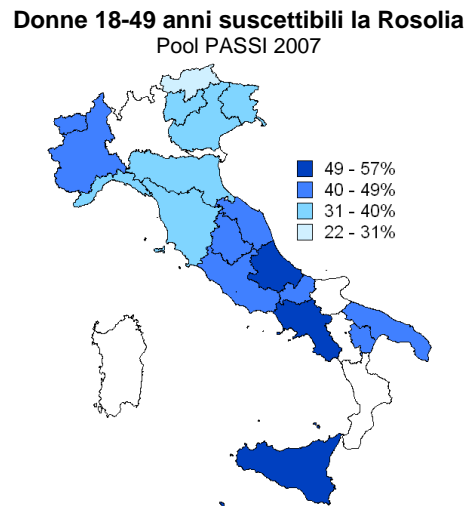 Donne 18-49 anni suscettibili la Rosolia
Pool PASSI 2007
49 - 57%
40 - 49%
31 - 40%
22 - 31%